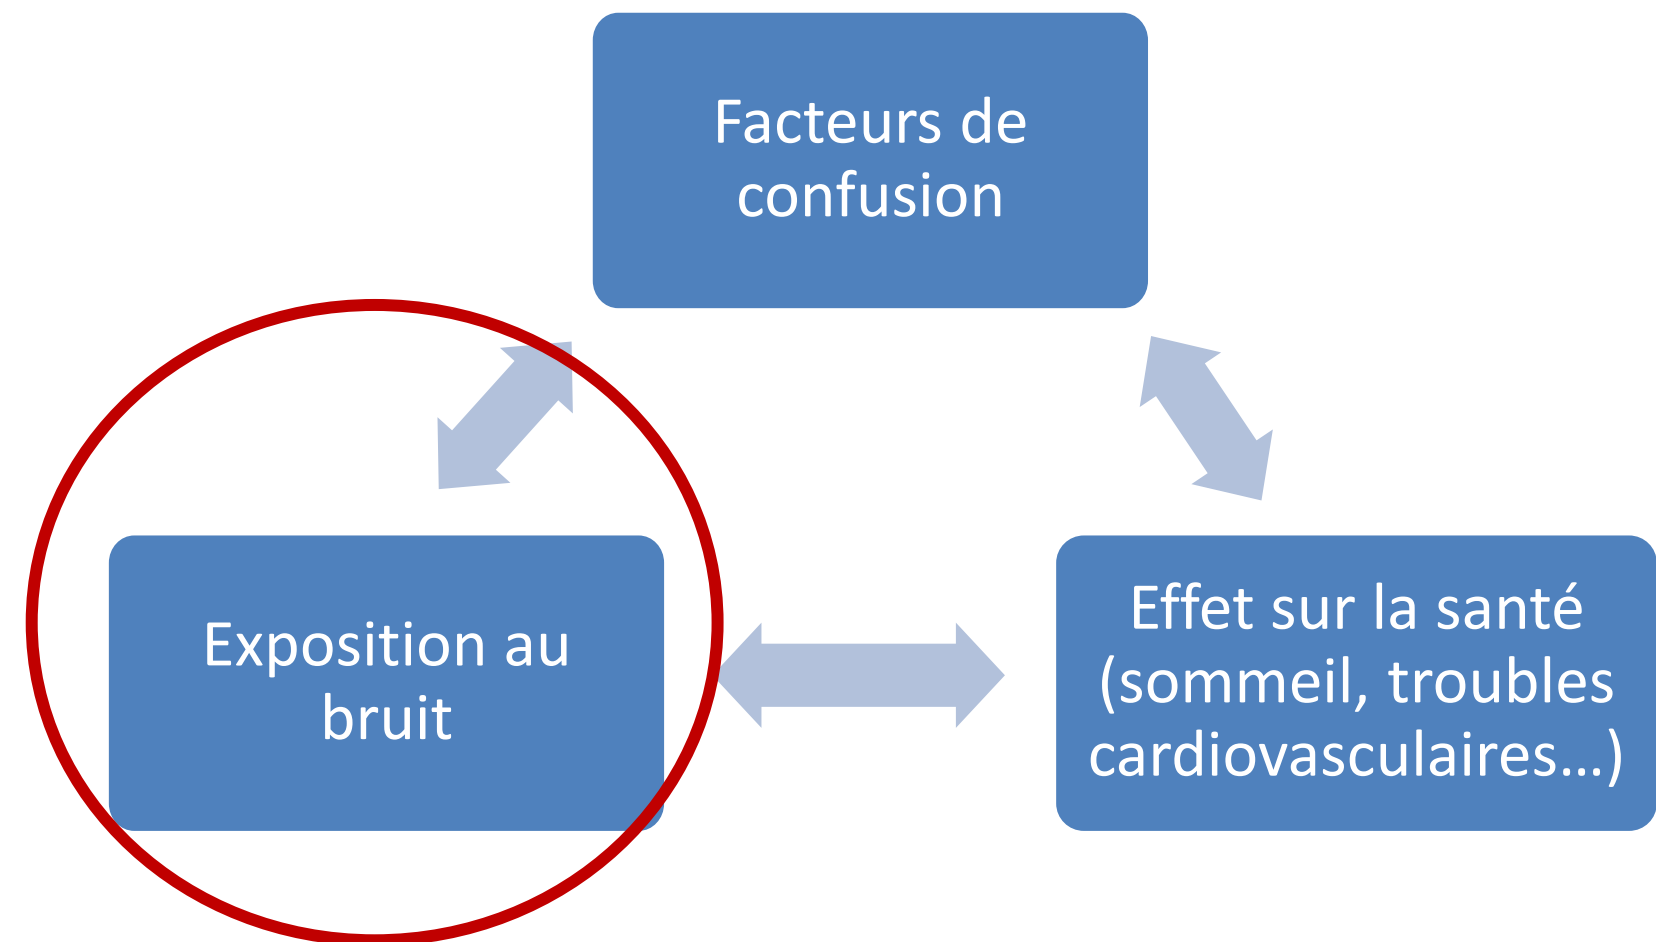 Facteurs de
confusion
Exposition au
bruit
Effet sur la santé
(sommeil, troubles
cardiovasculaires...)